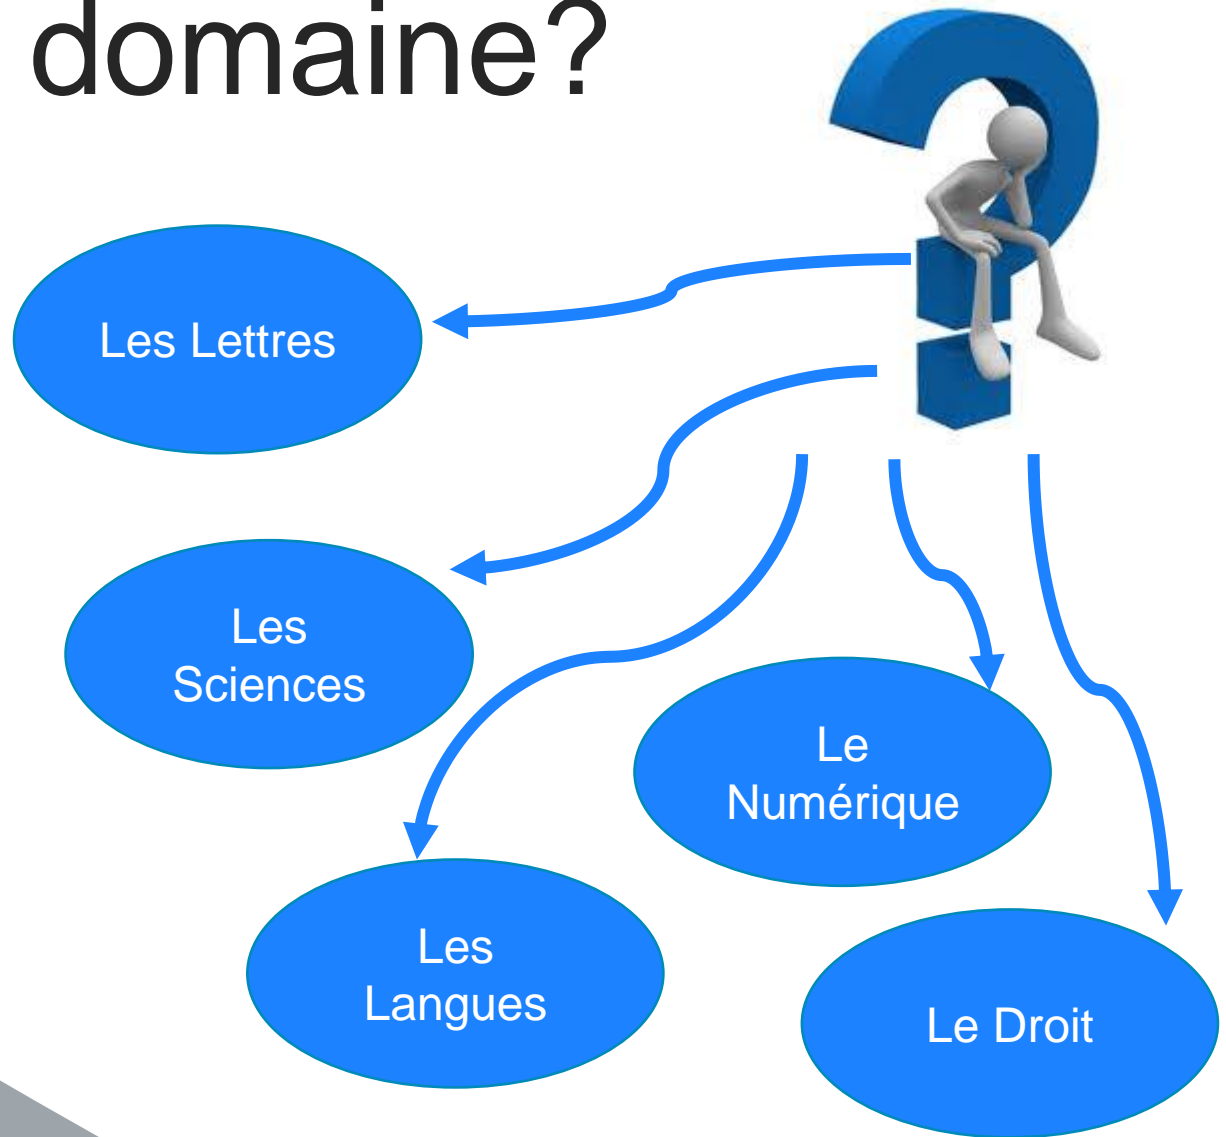 domaine?
Les Lettres
Les
Sciences
Le
Numérique
Les
Langues
Le Droit